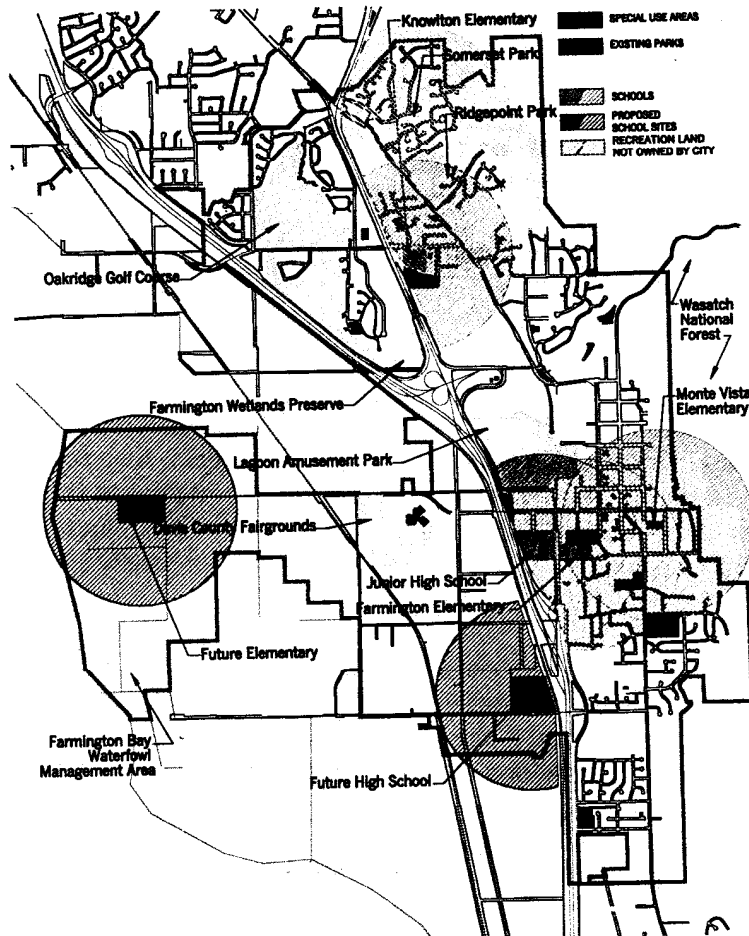 Knowlton Elementary
Somerset Park
Ridgepoint Park
SPECIAL USE AREAS
EXISTING PARKS
SCHOOLS
PROPOSED
SCHOOL SITES
RECREATION LAND
NOT OWNED BY CITY
Oakridge Golf Course
Wasatch
National
Forest
Farmington Wetlands Preserve
Monte Vista
Elementary
Lagoon Amusement Park
Davis County Fairgrounds
Junior High School
Farmington Elementary
Future Elementary
Farmington Bay
Waterfowl
Management Area
Future High School